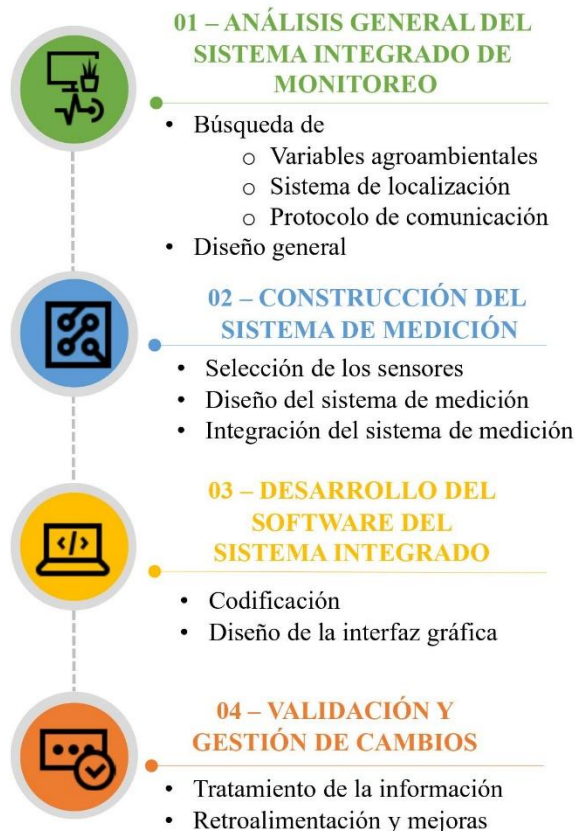 01 – ANÁLISIS GENERAL DEL
SISTEMA INTEGRADO DE
MONITOREO
• Búsqueda de
o Variables agroambientales
o Sistema de localización
o Protocolo de comunicación
• Diseño general
02 – CONSTRUCCIÓN DEL
SISTEMA DE MEDICIÓN
• Selección de los sensores
• Diseño del sistema de medición
• Integración del sistema de medición
03 – DESARROLLO DEL
SOFTWARE DEL
SISTEMA INTEGRADO
</>
• Codificación
• Diseño de la interfaz gráfica
04 – VALIDACIÓN Y
GESTIÓN DE CAMBIOS
• Tratamiento de la información
• Retroalimentación y mejoras